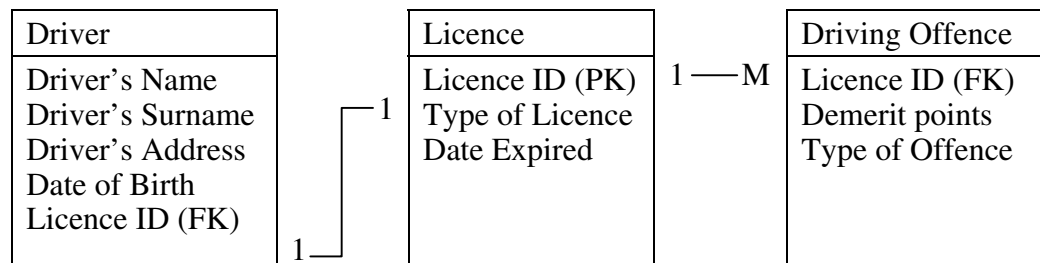 Driver
Driver’s Name
Driver’s Surname
Driver’s Address
Date of Birth
Licence ID (FK)
1
1
Licence
Licence ID (PK)
Type of Licence
Date Expired
1
M
Driving Offence
Licence ID (FK)
Demerit points
Type of Offence